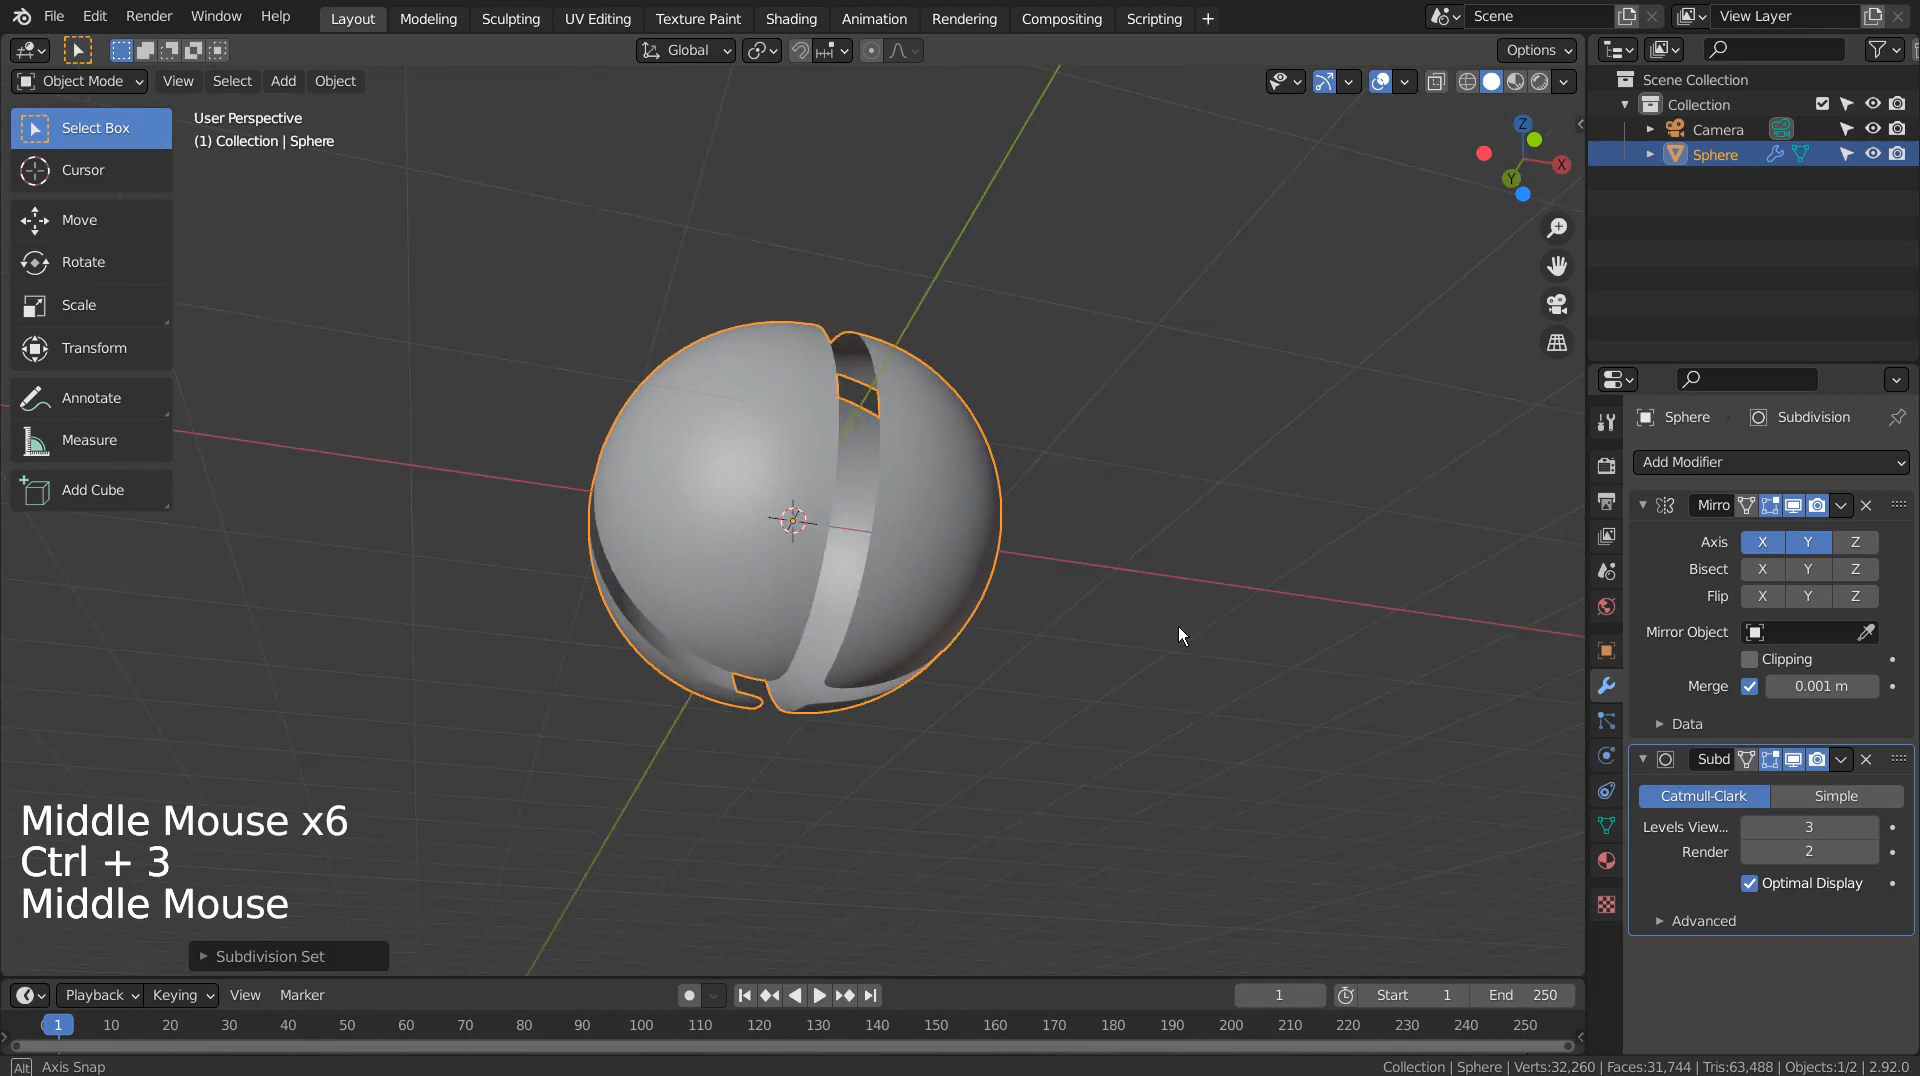 File Edit Render Window Help Layout Modeling Sculpting UV Editing Texture Paint Shading Animation Rendering Compositing Scripting + Scene View Layer
Global Options
Object Mode View Select Add Object
Select Box
Cursor
Move
Rotate
Scale
Transform
Annotate
Measure
Add Cube
User Perspective
(1) Collection | Sphere
Z
X
Y
Middle Mouse x6
Ctrl + 3
Middle Mouse
Subdivision Set
Scene Collection
Collection
Camera
Sphere
Sphere Subdivision
Add Modifier
Mirro
Axis X Y Z
Bisect X Y Z
Flip X Y Z
Mirror Object
Clipping
Merge 0.001 m
Data
Subd
Catmull-Clark Simple
Levels View... 3
Render 2
Optimal Display
Advanced
Playback Keying View Marker 1 Start 1 End 250
1 10 20 30 40 50 60 70 80 90 100 110 120 130 140 150 160 170 180 190 200 210 220 230 240 250
Alt Axis Snap Collection | Sphere | Verts:32,260 | Faces:31,744 | Tris:63,488 | Objects:1/2 | 2.92.0